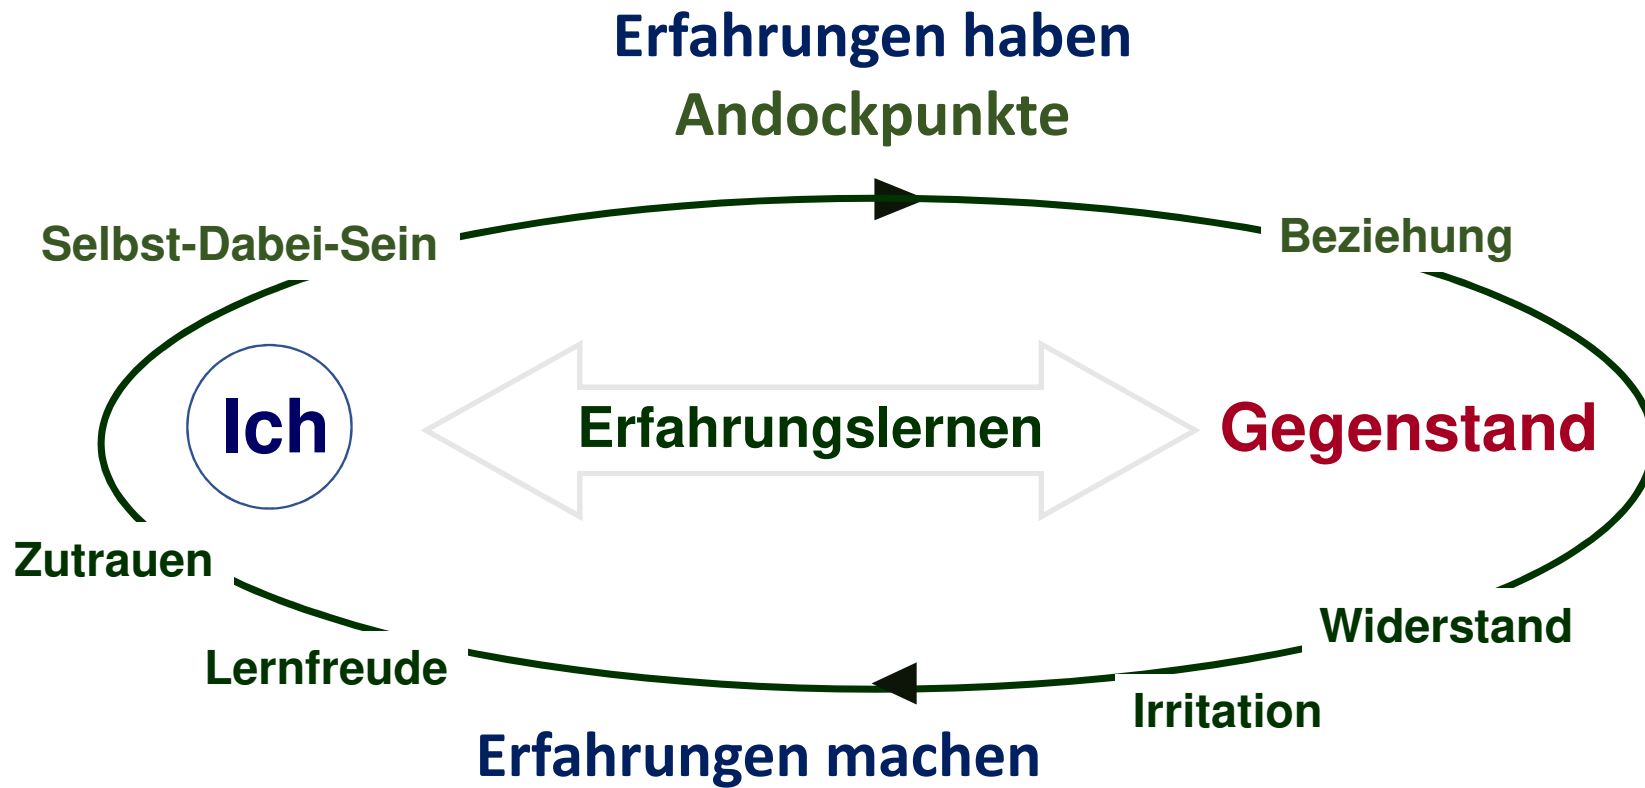 Erfahrungen haben
Andockpunkte
Selbst-Dabei-Sein
Beziehung
Ich
Erfahrungslernen
Gegenstand
Zutrauen
Widerstand
Lernfreude
Irritation
Erfahrungen machen